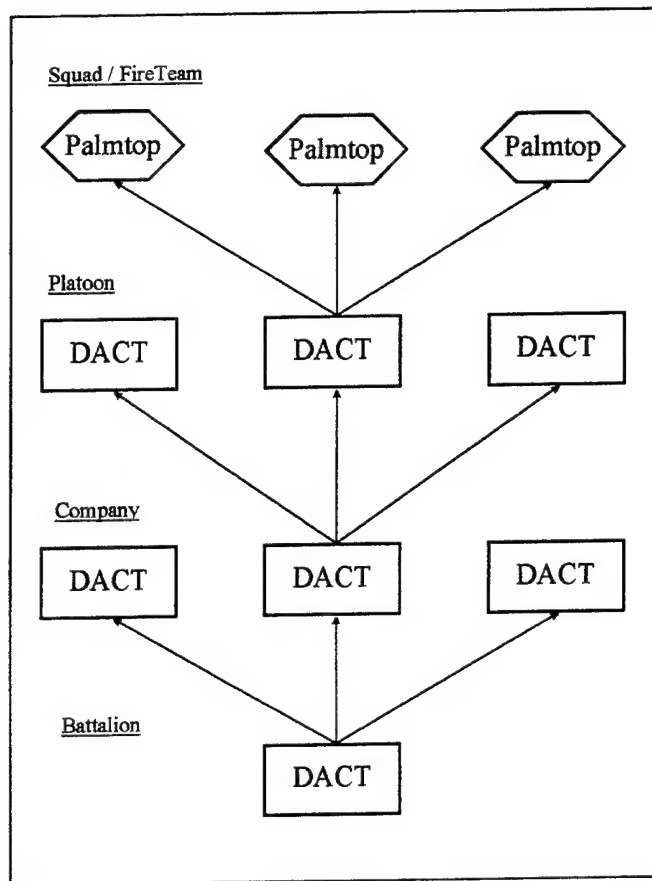 Squad / FireTeam
Palmtop Palmtop Palmtop
Platoon
DACT DACT DACT
Company
DACT DACT DACT
Battalion
DACT